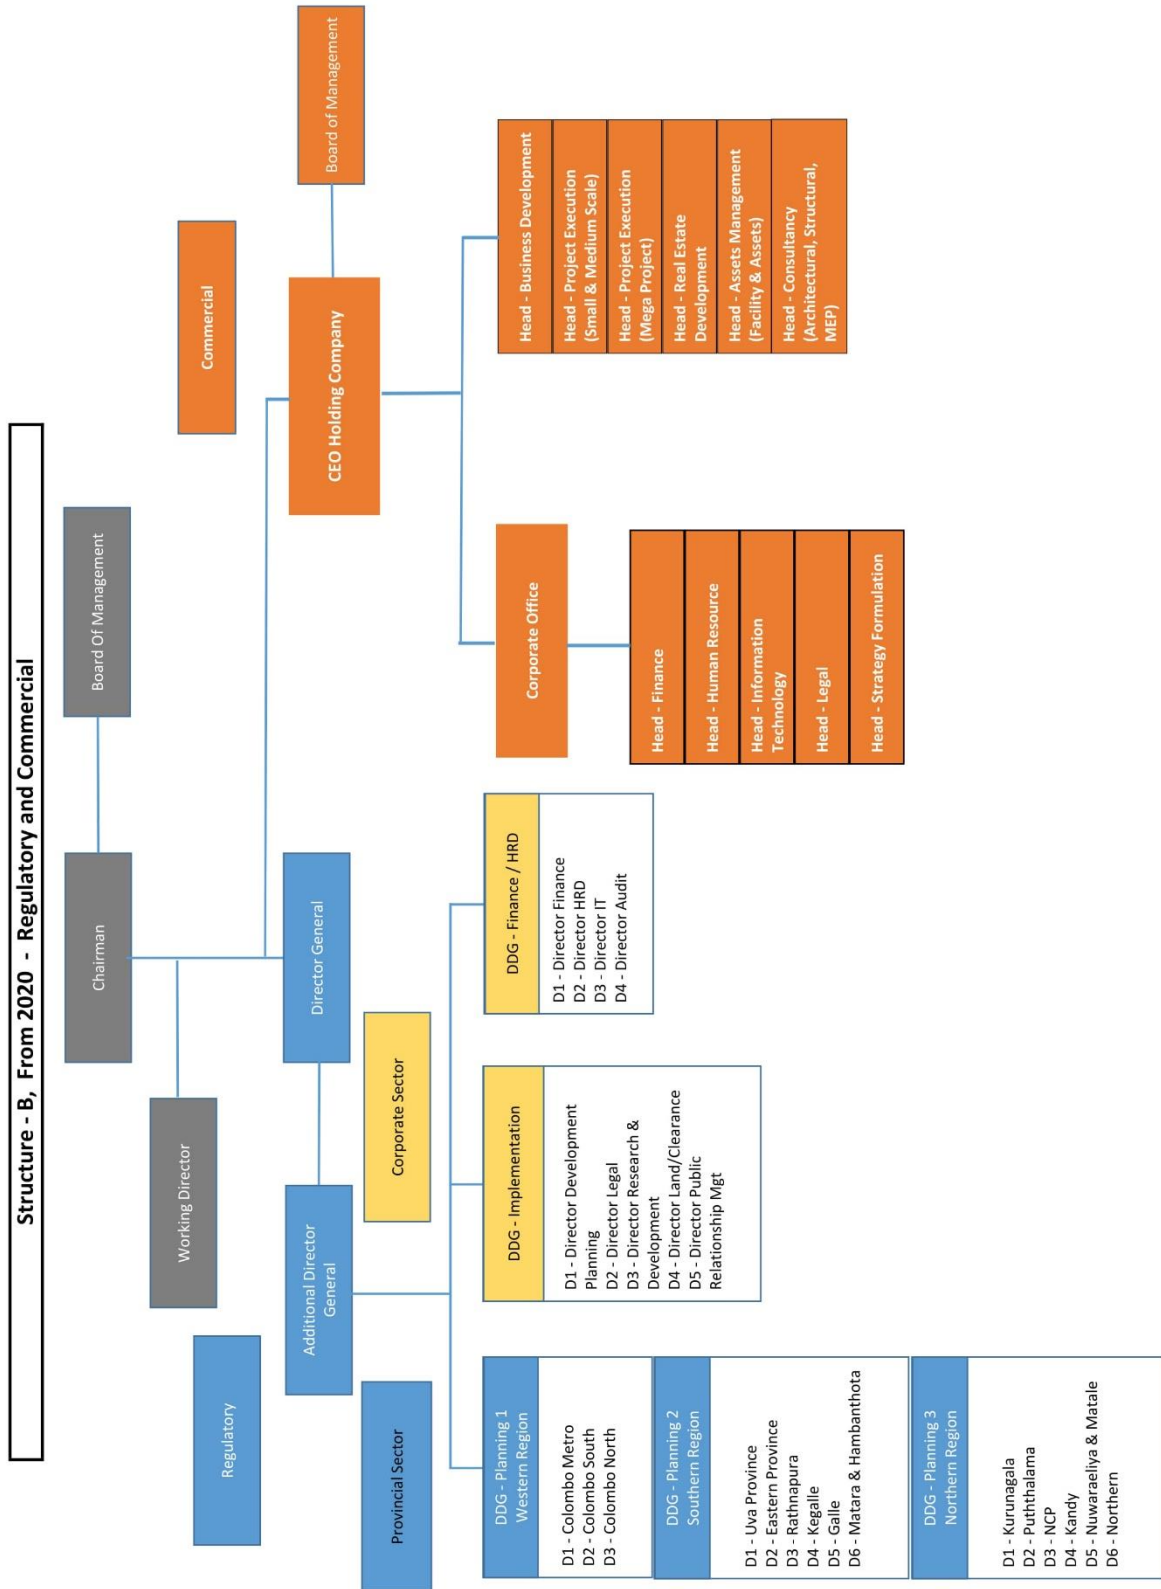 Structure - B, From 2020 - Regulatory and Commercial
Chairman
Board Of Management
Working Director
Regulatory
Commercial
Additional Director
General
Director General
CEO Holding Company
Board of Management
Provincial Sector
Corporate Sector
DDG - Planning 1
Western Region
D1 - Colombo Metro
D2 - Colombo South
D3 - Colombo North
DDG - Planning 2
Southern Region
D1 - Uva Province
D2 - Eastern Province
D3 - Rathnapura
D4 - Kegalle
D5 - Galle
D6 - Matara & Hambanthota
DDG - Planning 3
Northern Region
D1 - Kurunagala
D2 - Puththalama
D3 - NCP
D4 - Kandy
D5 - Nuwaraeliya & Matale
D6 - Northern
DDG - Implementation
D1 - Director Development
Planning
D2 - Director Legal
D3 - Director Research &
Development
D4 - Director Land/Clearance
D5 - Director Public
Relationship Mgt
DDG - Finance / HRD
D1 - Director Finance
D2 - Director HRD
D3 - Director IT
D4 - Director Audit
Corporate Office
Head - Finance
Head - Human Resource
Head - Information
Technology
Head - Legal
Head - Strategy Formulation
Head - Business Development
Head - Project Execution
(Small & Medium Scale)
Head - Project Execution
(Mega Project)
Head - Real Estate
Development
Head - Assets Management
(Facility & Assets)
Head - Consultancy
(Architectural, Structural,
MEP)